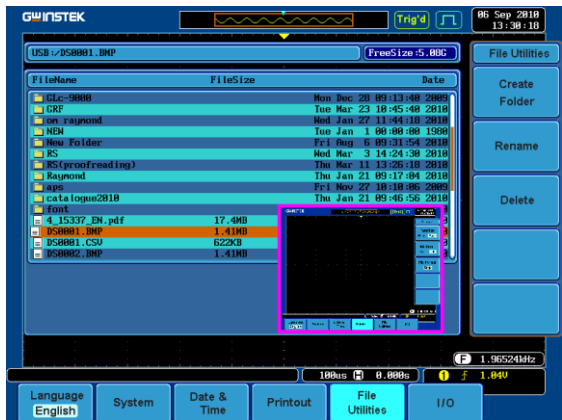 GWINSTEK Trig'd 06 Sep 2010
13:30:18
USB:/DS0001.BMP FreeSize:5.08G
FileName FileSize Date
GLc-9000 Mon Dec 28 09:13:40 2009
GRF Tue Mar 23 10:45:40 2010
on raymond Wed Jan 27 11:44:18 2010
NEW Tue Jan 1 00:00:00 1980
New Folder Fri Aug 6 09:31:54 2010
RS Wed Mar 3 14:24:30 2010
RS(proofreading) Thu Mar 11 13:26:18 2010
Raymond Thu Jan 21 09:17:04 2010
aps Fri Nov 27 10:10:06 2009
catalogue2010 Thu Jan 21 09:46:56 2010
font
4_15337_EN.pdf 17.4MB
DS0001.BMP 1.41MB
DS0001.CSV 622KB
DS0002.BMP 1.41MB
File Utilities
Create
Folder
Rename
Delete
F 1.96524kHz
100us H 0.000s 1 1.04V
Language
English
System
Date &
Time
Printout
File
Utilities
I/O